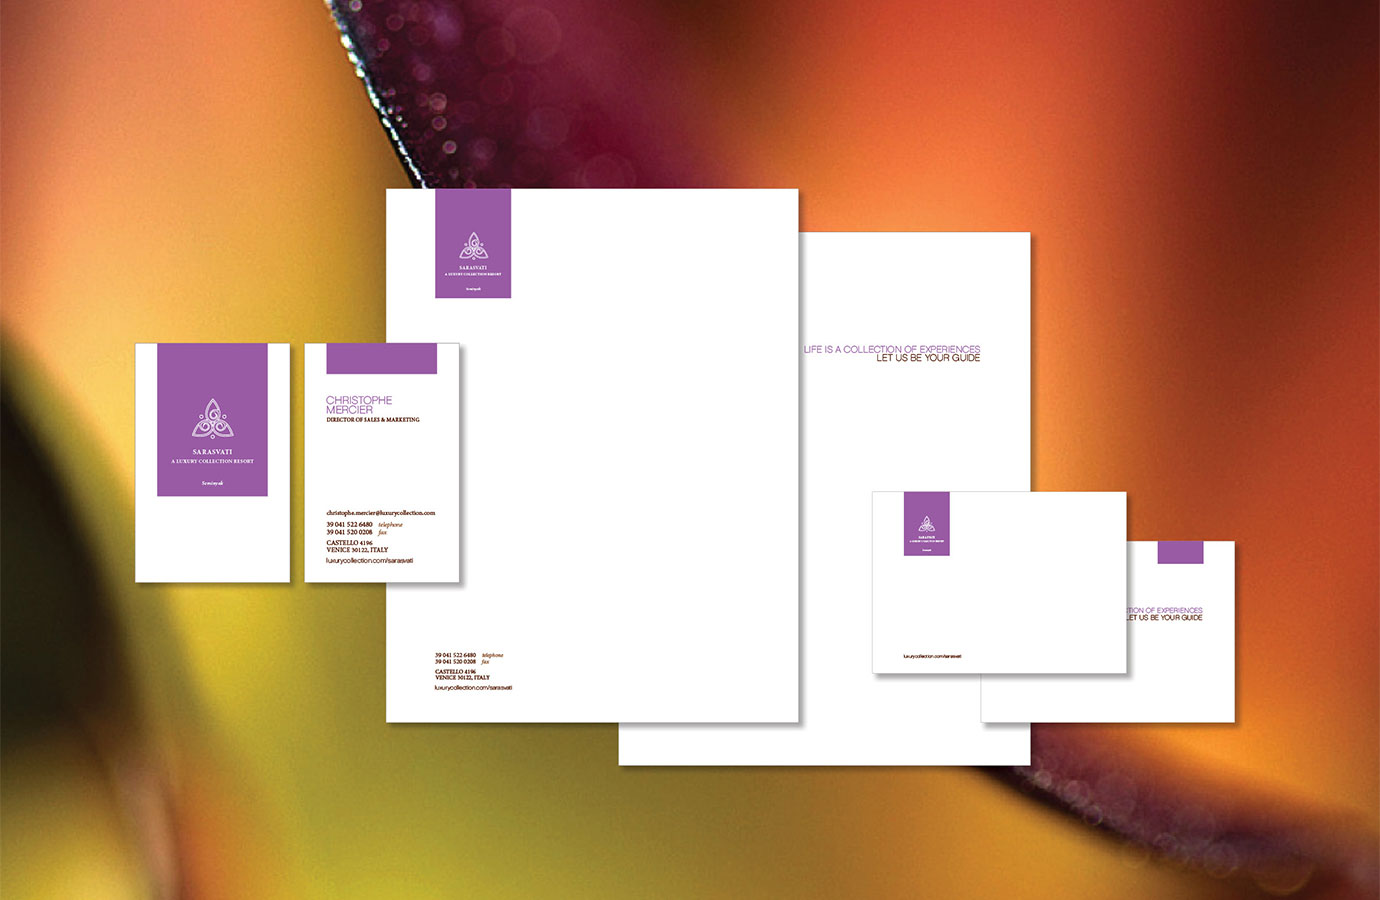 SARASVATI
A LUXURY COLLECTION RESORT
Seminyak
CHRISTOPHE
MERCIER
DIRECTOR OF SALES & MARKETING
christophe.mercier@luxurycollection.com
39 041 522 6480 telephone
39 041 520 0208 fax
CASTELLO 4196
VENICE 30122, ITALY
luxurycollection.com/sarasvati
SARASVATI
A LUXURY COLLECTION RESORT
Seminyak
39 041 522 6480 telephone
39 041 520 0208 fax
CASTELLO 4196
VENICE 30122, ITALY
luxurycollection.com/sarasvati
LIFE IS A COLLECTION OF EXPERIENCES
LET US BE YOUR GUIDE
SARASVATI
A LUXURY COLLECTION RESORT
Seminyak
luxurycollection.com/sarasvati
CTION OF EXPERIENCES
LET US BE YOUR GUIDE